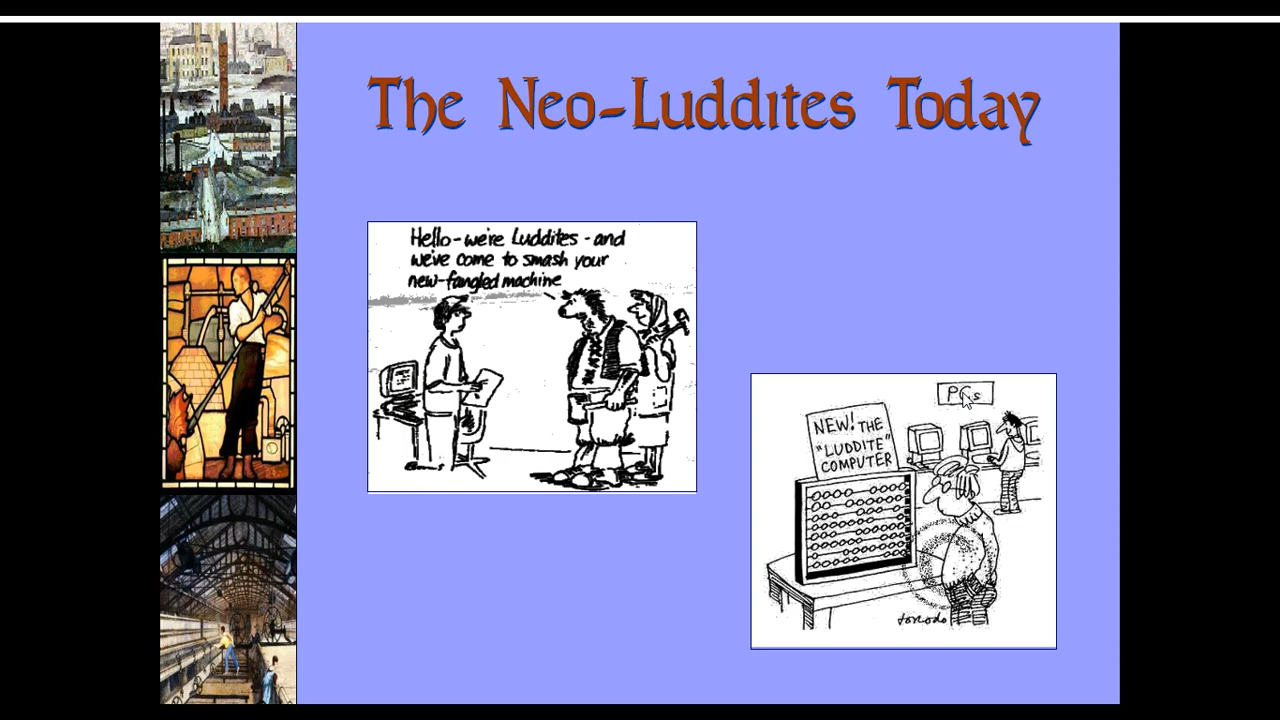 The Neo-Luddites Today
Hello - we're Luddites - and
we've come to smash your
new-fangled machine
PCs
NEW! THE
"LUDDITE"
COMPUTER